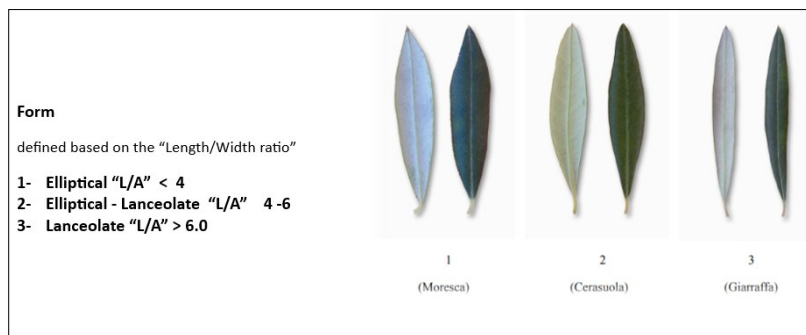 Form
defined based on the “Length/Width ratio”
1- Elliptical “L/A” < 4
2- Elliptical - Lanceolate “L/A” 4 -6
3- Lanceolate “L/A” > 6.0
1
(Moresca)
2
(Cerasuola)
3
(Giarraffa)